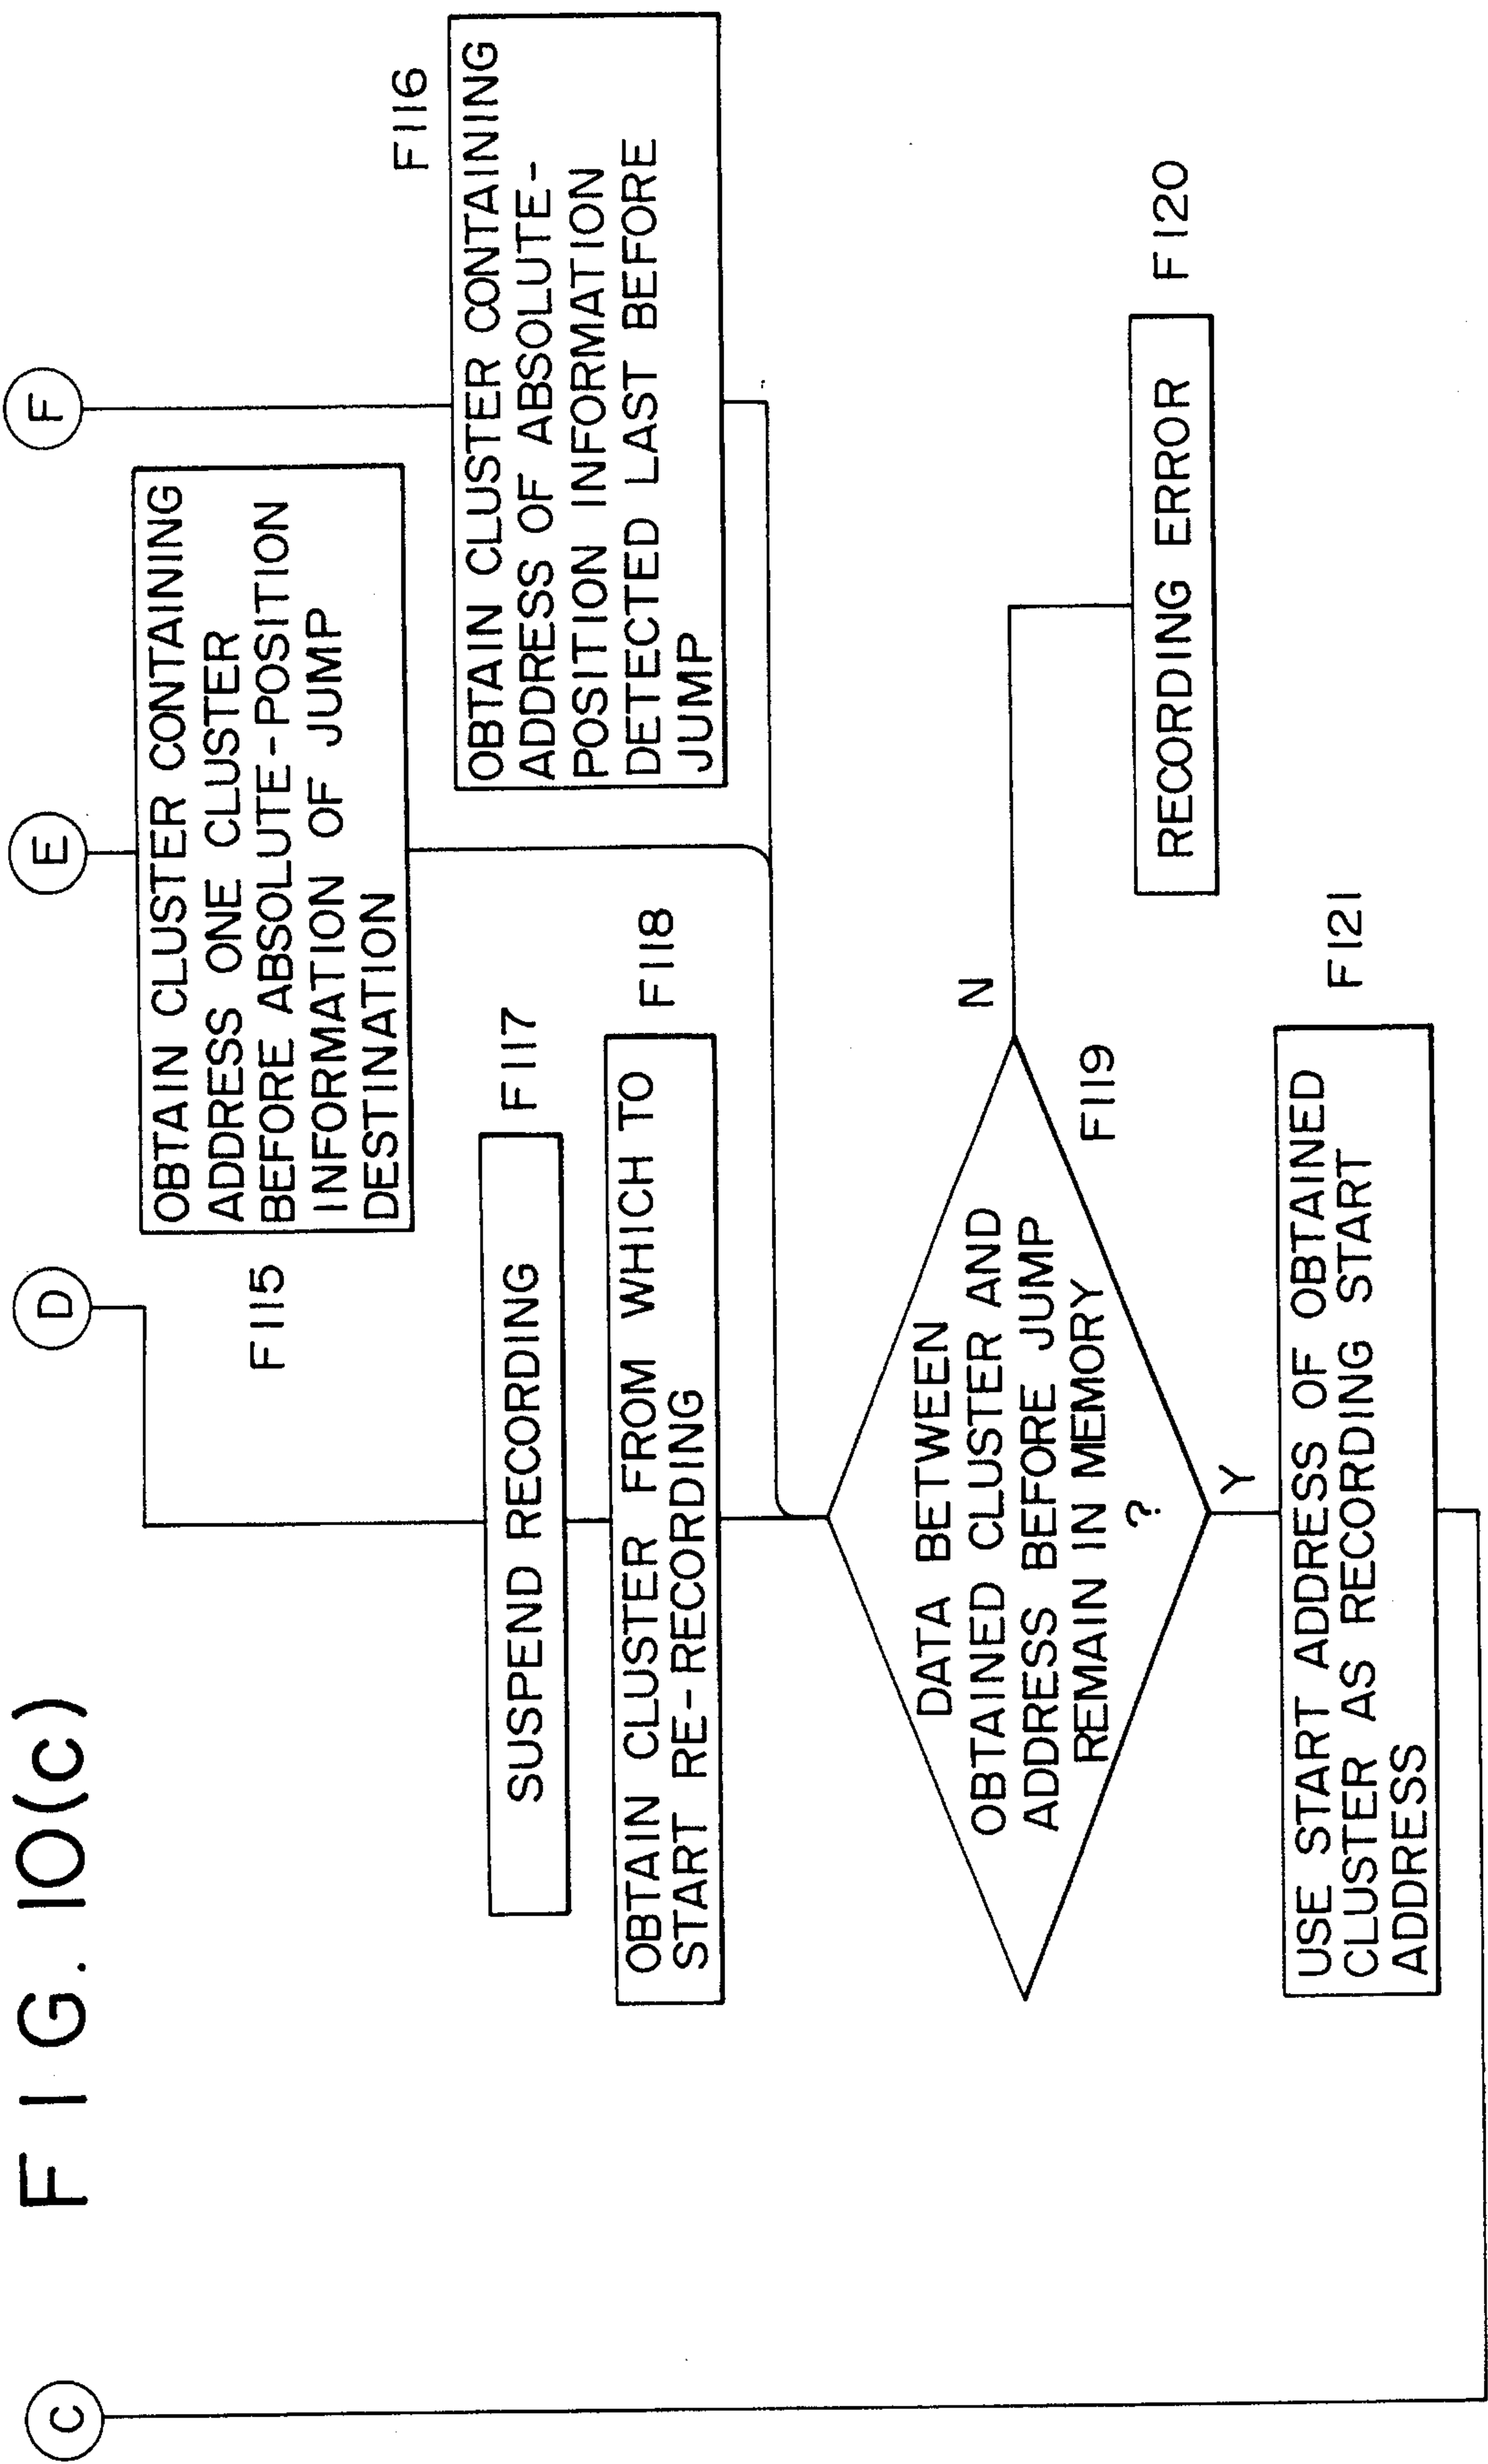 FIG. 10(c)
C
D
E
F
F115
OBTAIN CLUSTER CONTAINING
ADDRESS ONE CLUSTER
BEFORE ABSOLUTE-POSITION
INFORMATION OF JUMP
DESTINATION
F116
OBTAIN CLUSTER CONTAINING
ADDRESS OF ABSOLUTE-
POSITION INFORMATION
DETECTED LAST BEFORE
JUMP
SUSPEND RECORDING
F117
OBTAIN CLUSTER FROM WHICH TO
START RE-RECORDING
F118
DATA BETWEEN
OBTAINED CLUSTER AND
ADDRESS BEFORE JUMP
REMAIN IN MEMORY
?
F119
N
Y
RECORDING ERROR
F120
USE START ADDRESS OF OBTAINED
CLUSTER AS RECORDING START
ADDRESS
F121